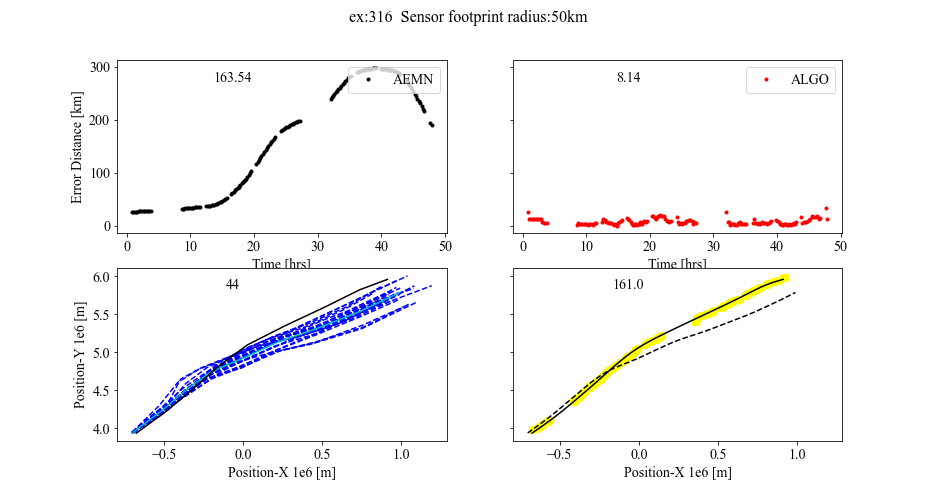 ex:316 Sensor footprint radius:50km
163.54
AEMN
8.14
ALGO
300
200
100
0
Error Distance [km]
0 10 20 30 40 50
0 10 20 30 40 50
Time [hrs]
Time [hrs]
44
161.0
6.0
5.5
5.0
4.5
4.0
Position-Y 1e6 [m]
−0.5 0.0 0.5 1.0
−0.5 0.0 0.5 1.0
Position-X 1e6 [m]
Position-X 1e6 [m]